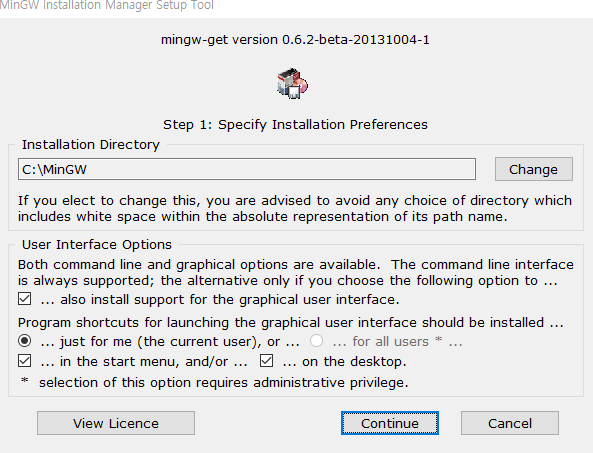 MinGW Installation Manager Setup Tool
mingw-get version 0.6.2-beta-20131004-1
Step 1: Specify Installation Preferences
Installation Directory
C:\MinGW
Change
If you elect to change this, you are advised to avoid any choice of directory which
includes white space within the absolute representation of its path name.
User Interface Options
Both command line and graphical options are available. The command line interface
is always supported; the alternative only if you choose the following option to ...
... also install support for the graphical user interface.
Program shortcuts for launching the graphical user interface should be installed ...
... just for me (the current user), or ... ... for all users * ...
... in the start menu, and/or ... ... on the desktop.
* selection of this option requires administrative privilege.
View Licence Continue Cancel